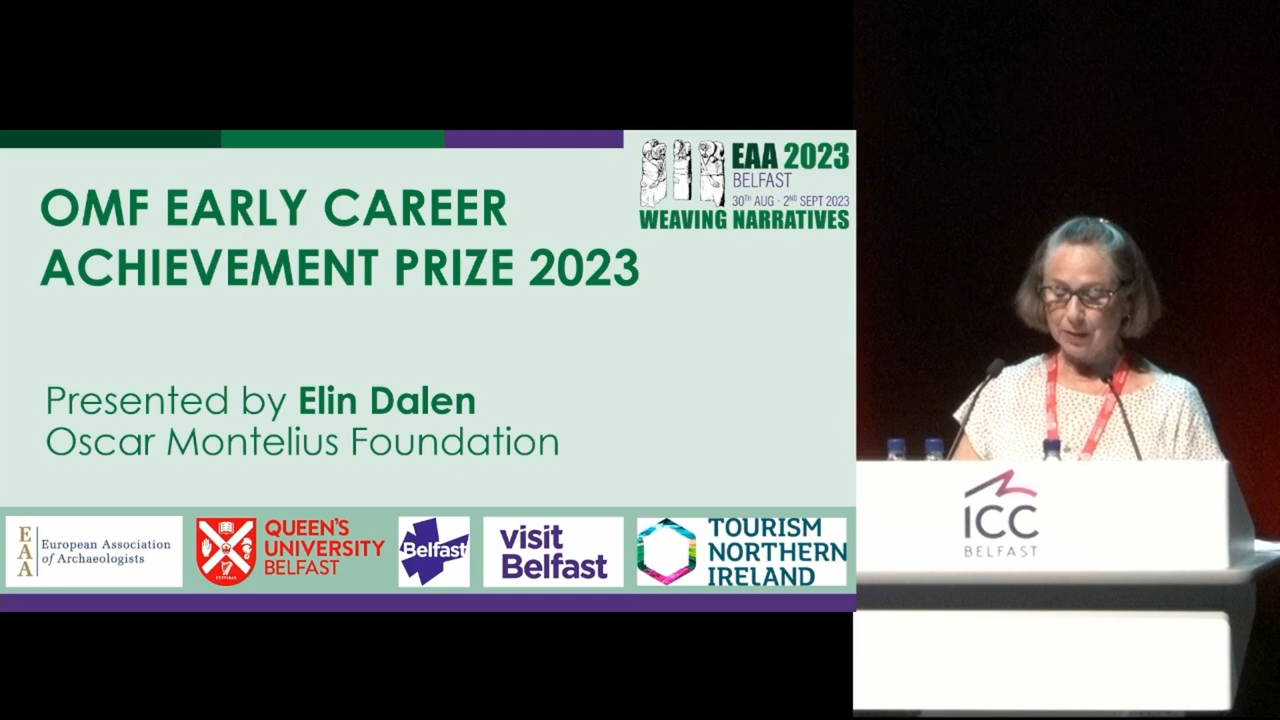 OMF EARLY CAREER
ACHIEVEMENT PRIZE 2023
EAA 2023
BELFAST
30TH AUG - 2ND SEPT 2023
WEAVING NARRATIVES
Presented by Elin Dalen
Oscar Montelius Foundation
EAA
European Association
of Archaeologists
QUEEN'S
UNIVERSITY
BELFAST
Belfast
visit
Belfast
TOURISM
NORTHERN
IRELAND
ICC
BELFAST